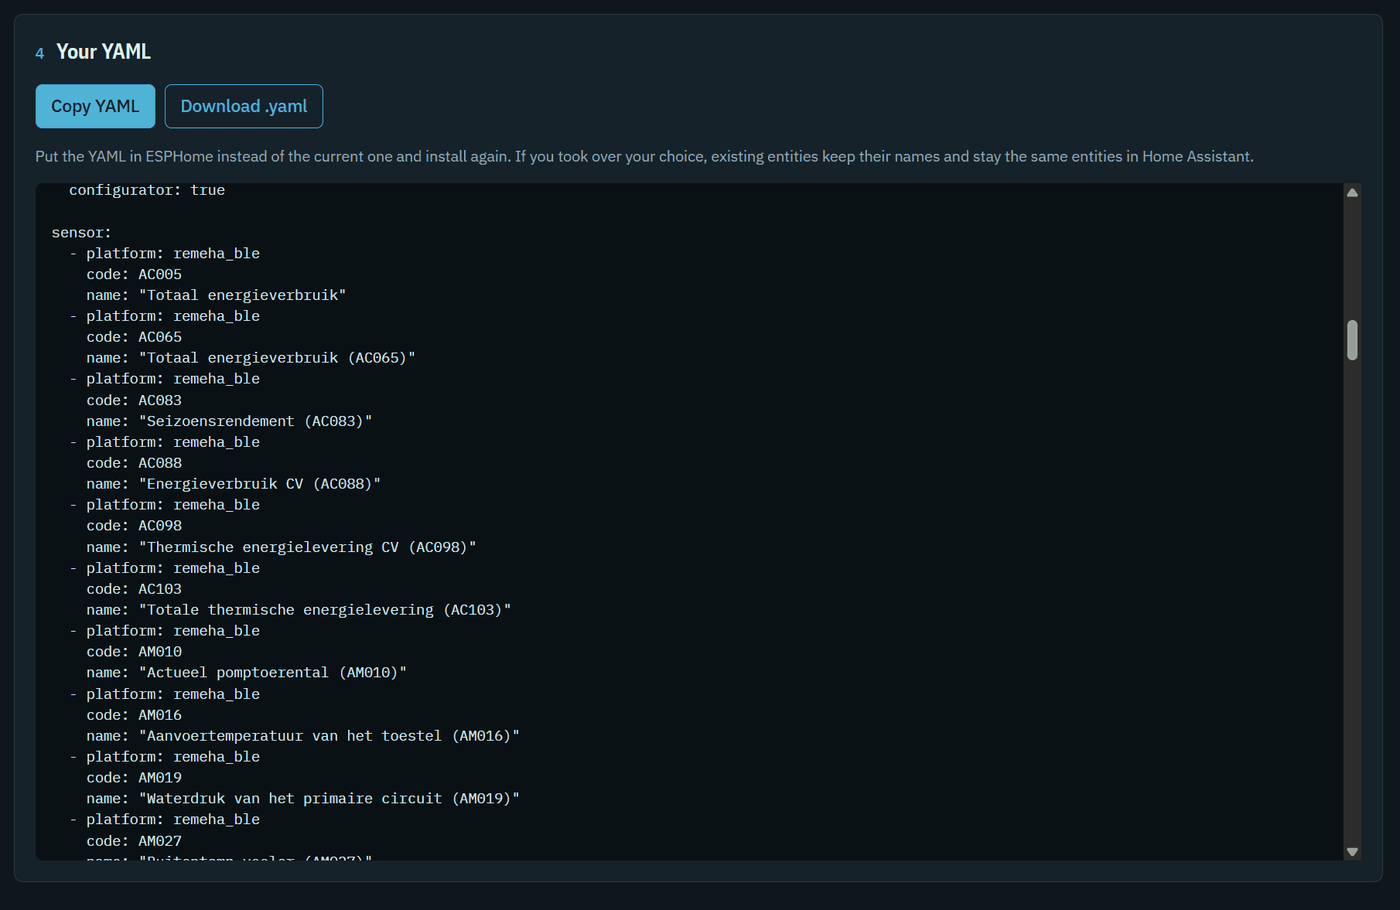 4 Your YAML
Copy YAML Download .yaml
Put the YAML in ESPHome instead of the current one and install again. If you took over your choice, existing entities keep their names and stay the same entities in Home Assistant.
configurator: true
sensor:
- platform: remeha_ble
code: AC005
name: "Totaal energieverbruik"
- platform: remeha_ble
code: AC065
name: "Totaal energieverbruik (AC065)"
- platform: remeha_ble
code: AC083
name: "Seizoensrendement (AC083)"
- platform: remeha_ble
code: AC088
name: "Energieverbruik CV (AC088)"
- platform: remeha_ble
code: AC098
name: "Thermische energielevering CV (AC098)"
- platform: remeha_ble
code: AC103
name: "Totale thermische energielevering (AC103)"
- platform: remeha_ble
code: AM010
name: "Actueel pomptoerental (AM010)"
- platform: remeha_ble
code: AM016
name: "Aanvoertemperatuur van het toestel (AM016)"
- platform: remeha_ble
code: AM019
name: "Waterdruk van het primaire circuit (AM019)"
- platform: remeha_ble
code: AM027
name: "Buitentemp voeler (AM027)"